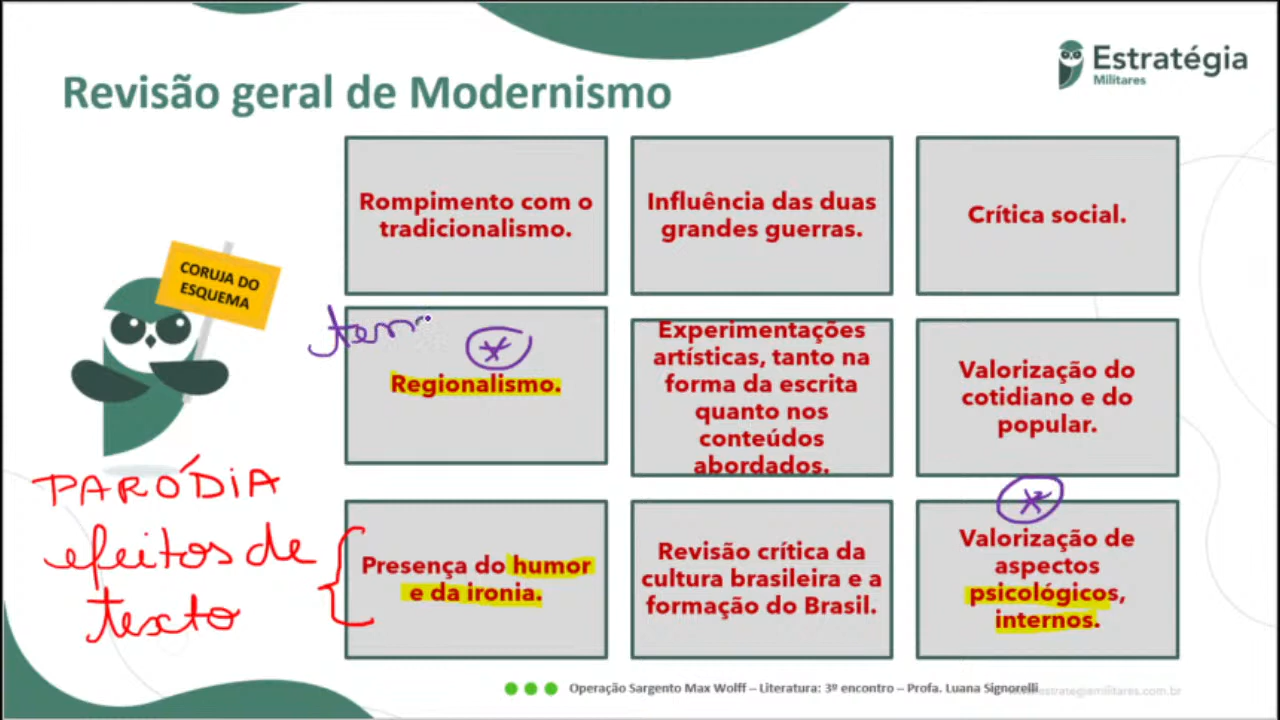 Estratégia
Militares
Revisão geral de Modernismo
Rompimento com o
tradicionalismo.
Influência das duas
grandes guerras.
Crítica social.
CORUJA DO
ESQUEMA
Regionalismo.
Experimentações
artísticas, tanto na
forma da escrita
quanto nos
conteúdos
abordados.
Valorização do
cotidiano e do
popular.
PARÓDIA
efeitos de
texto
Presença do humor
e da ironia.
Revisão crítica da
cultura brasileira e a
formação do Brasil.
Valorização de
aspectos
psicológicos,
internos.
Operação Sargento Max Wolff – Literatura: 3º encontro – Profa. Luana Signorelli